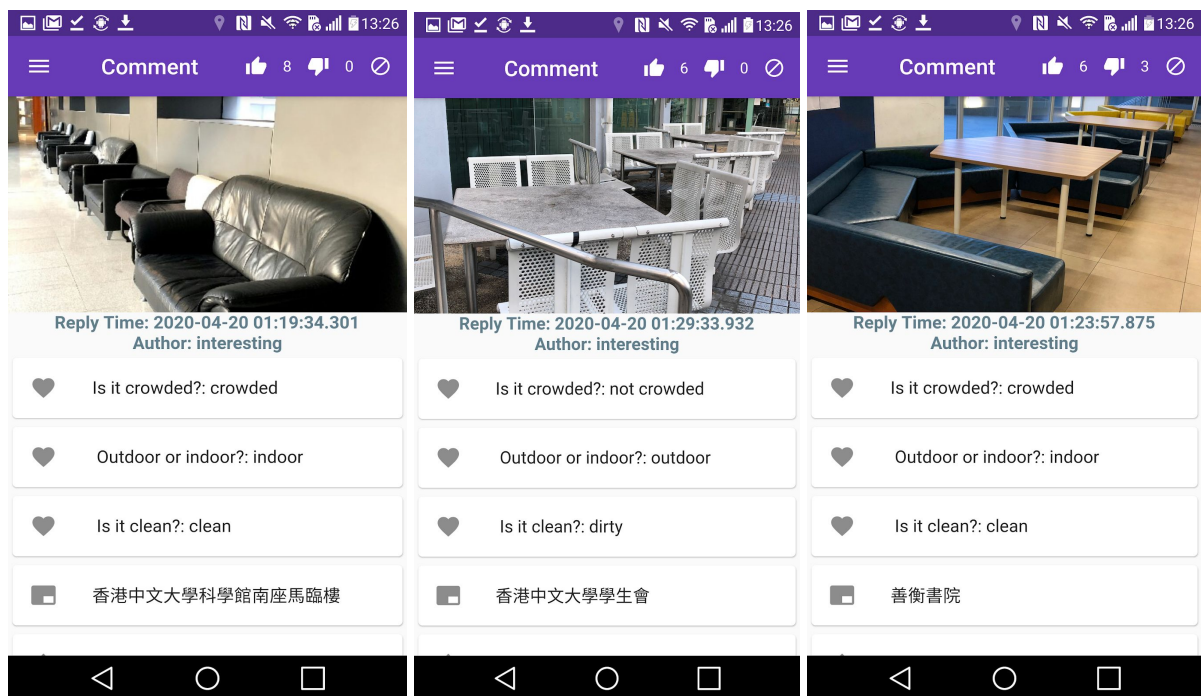 13:26
Comment 8 0
Reply Time: 2020-04-20 01:19:34.301
Author: interesting
Is it crowded?: crowded
Outdoor or indoor?: indoor
Is it clean?: clean
香港中文大學科學館南座馬臨樓
13:26
Comment 6 0
Reply Time: 2020-04-20 01:29:33.932
Author: interesting
Is it crowded?: not crowded
Outdoor or indoor?: outdoor
Is it clean?: dirty
香港中文大學學生會
13:26
Comment 6 3
Reply Time: 2020-04-20 01:23:57.875
Author: interesting
Is it crowded?: crowded
Outdoor or indoor?: indoor
Is it clean?: clean
善衡書院